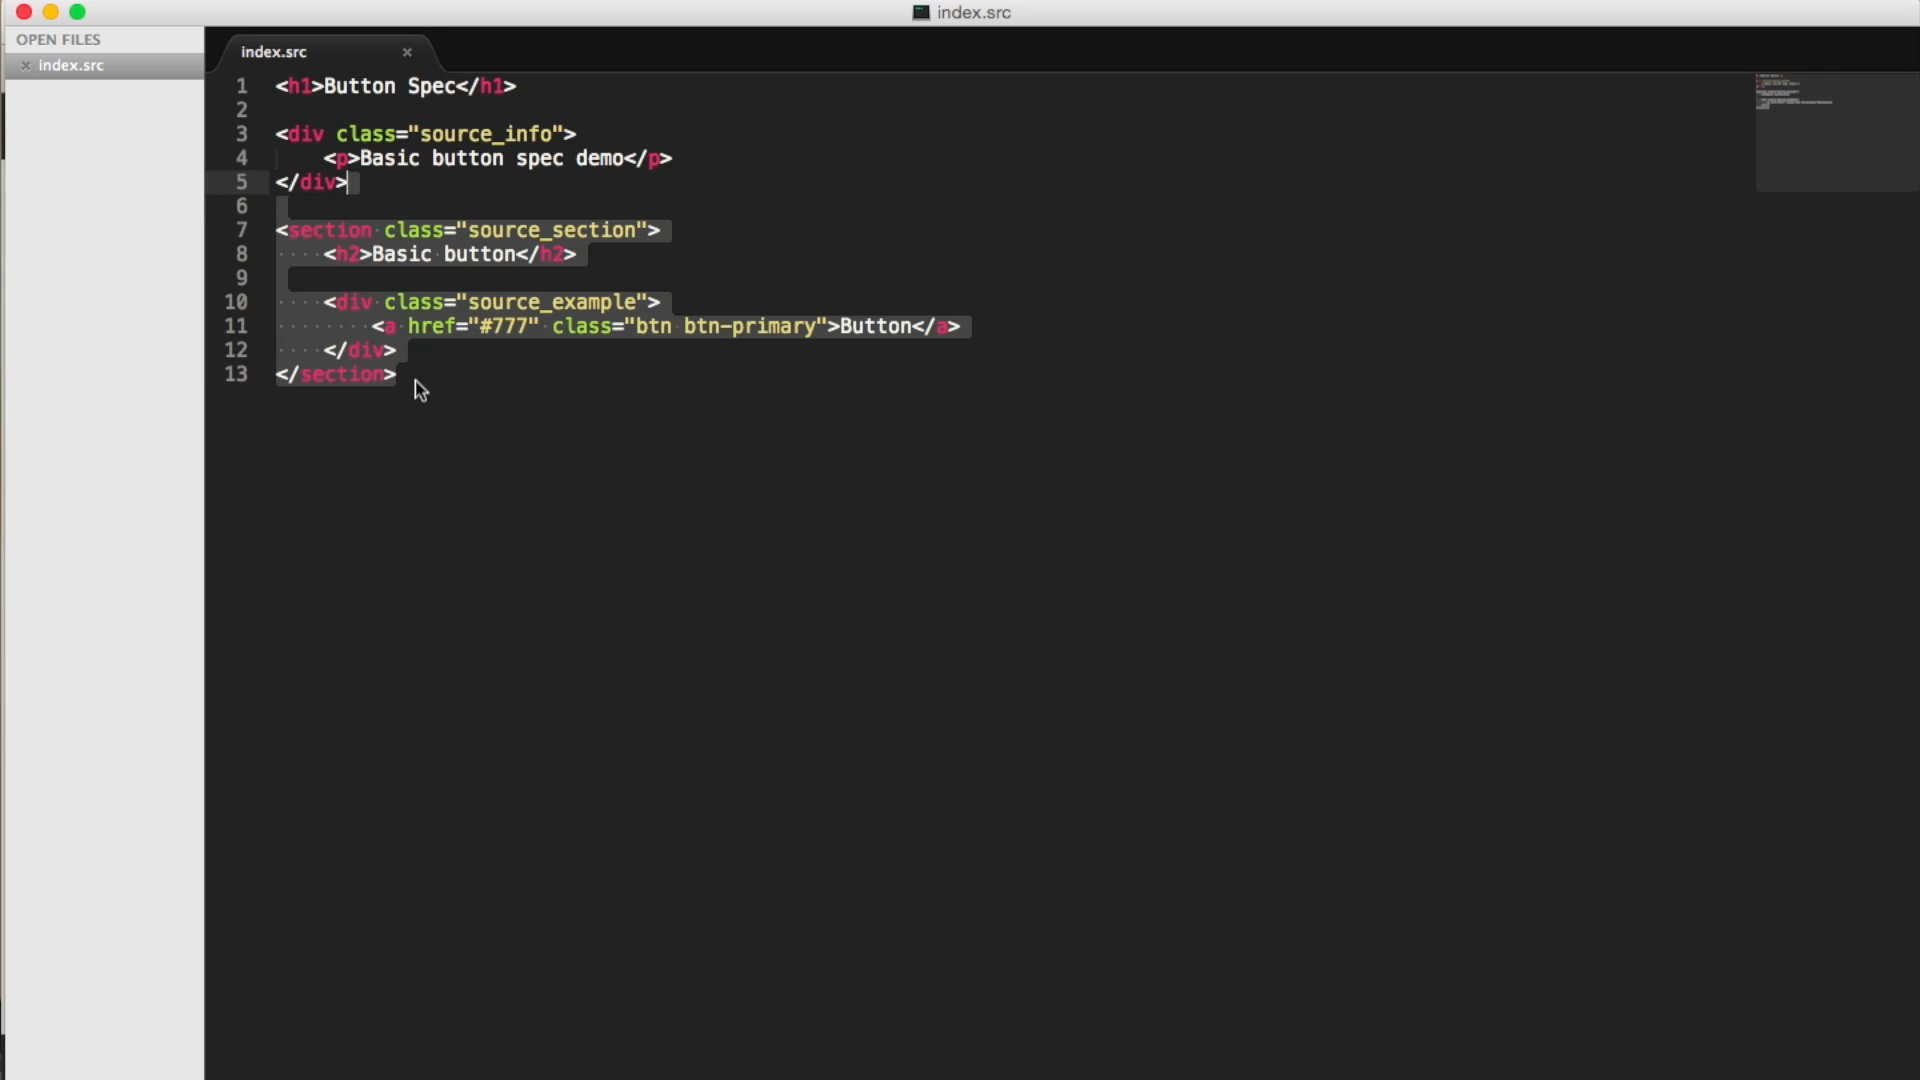 index.src
OPEN FILES
index.src
index.src
1 <h1>Button Spec</h1>
2
3 <div class="source_info">
4     <p>Basic button spec demo</p>
5 </div>
6
7 <section class="source_section">
8     <h2>Basic button</h2>
9
10     <div class="source_example">
11         <a href="#777" class="btn btn-primary">Button</a>
12     </div>
13 </section>